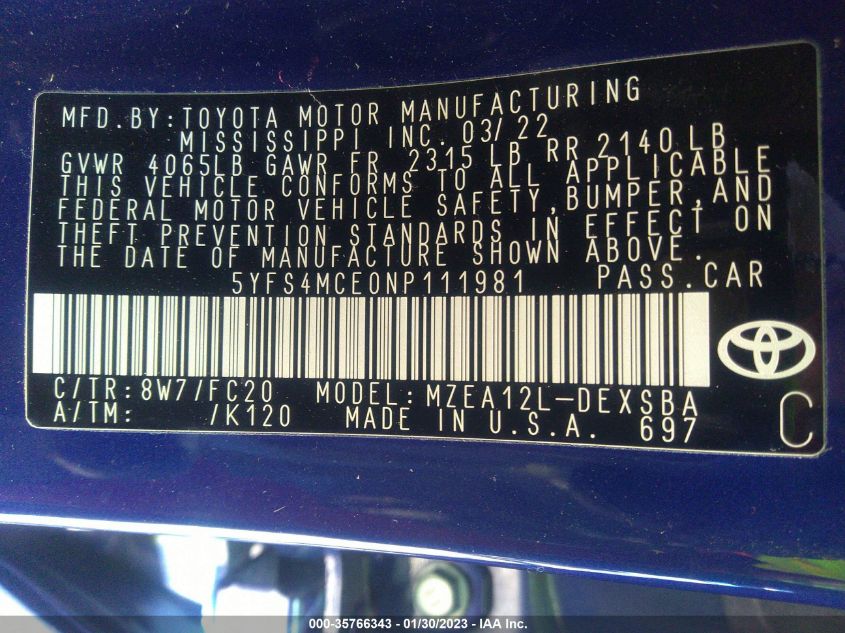 MFD.BY:TOYOTA MOTOR MANUFACTURING
MISSISSIPPI INC. 03/22
GVWR 4065LB GAWR FR 2315 LB RR 2140 LB
THIS VEHICLE CONFORMS TO ALL APPLICABLE
FEDERAL MOTOR VEHICLE SAFETY, BUMPER, AND
THEFT PREVENTION STANDARDS IN EFFECT ON
THE DATE OF MANUFACTURE SHOWN ABOVE.
5YFS4MCE0NP111981 PASS.CAR
C/TR:8W7/FC20 MODEL:MZEA12L-DEXSBA
A/TM: /K120 MADE IN U.S.A. 697
C
000-35766343 - 01/30/2023 - IAA Inc.